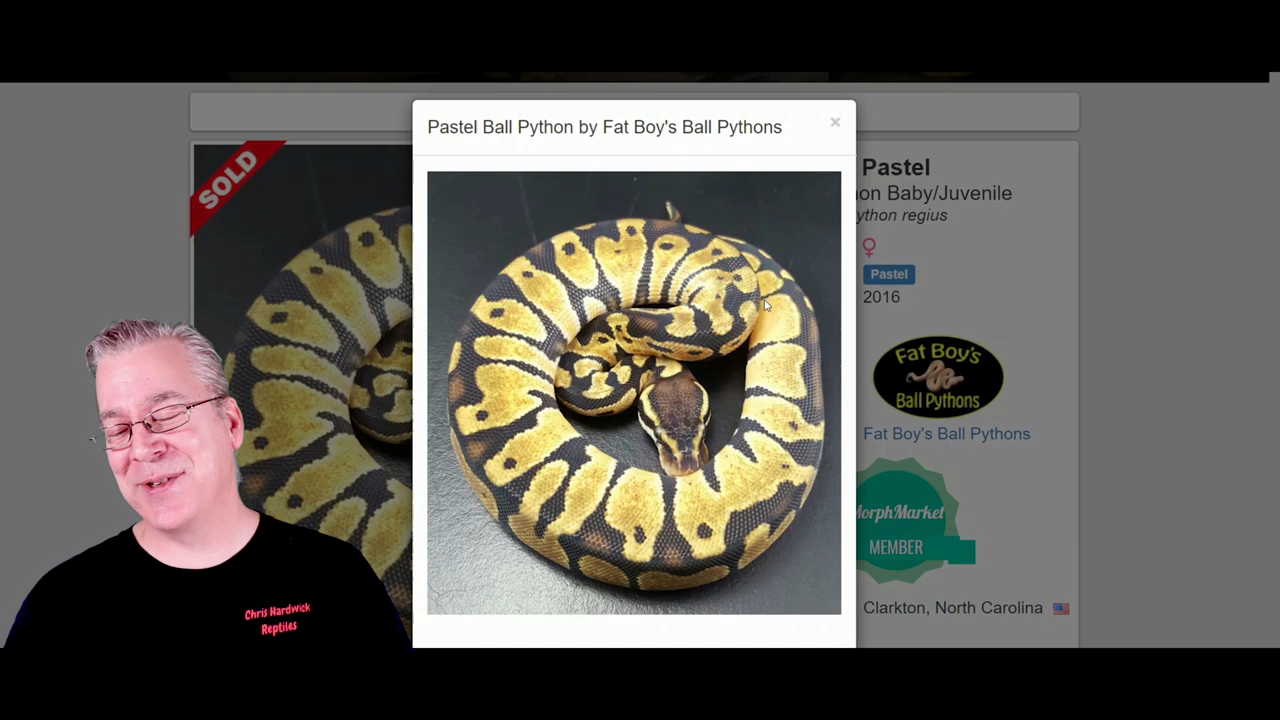 Pastel Ball Python by Fat Boy's Ball Pythons
×
SOLD
Pastel
on Baby/Juvenile
ython regius
♀
Pastel
2016
Fat Boy's
Ball Pythons
Fat Boy's Ball Pythons
MorphMarket
MEMBER
Clarkton, North Carolina
Chris Hardwick
Reptiles